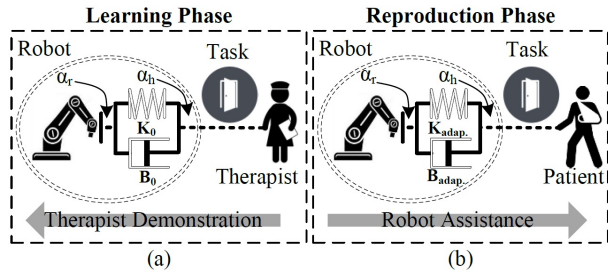 Learning Phase
Robot
Task
αr
αh
K0
B0
Therapist
Therapist Demonstration
(a)
Reproduction Phase
Robot
Task
αr
αh
Kadap.
Badap.
Patient
Robot Assistance
(b)